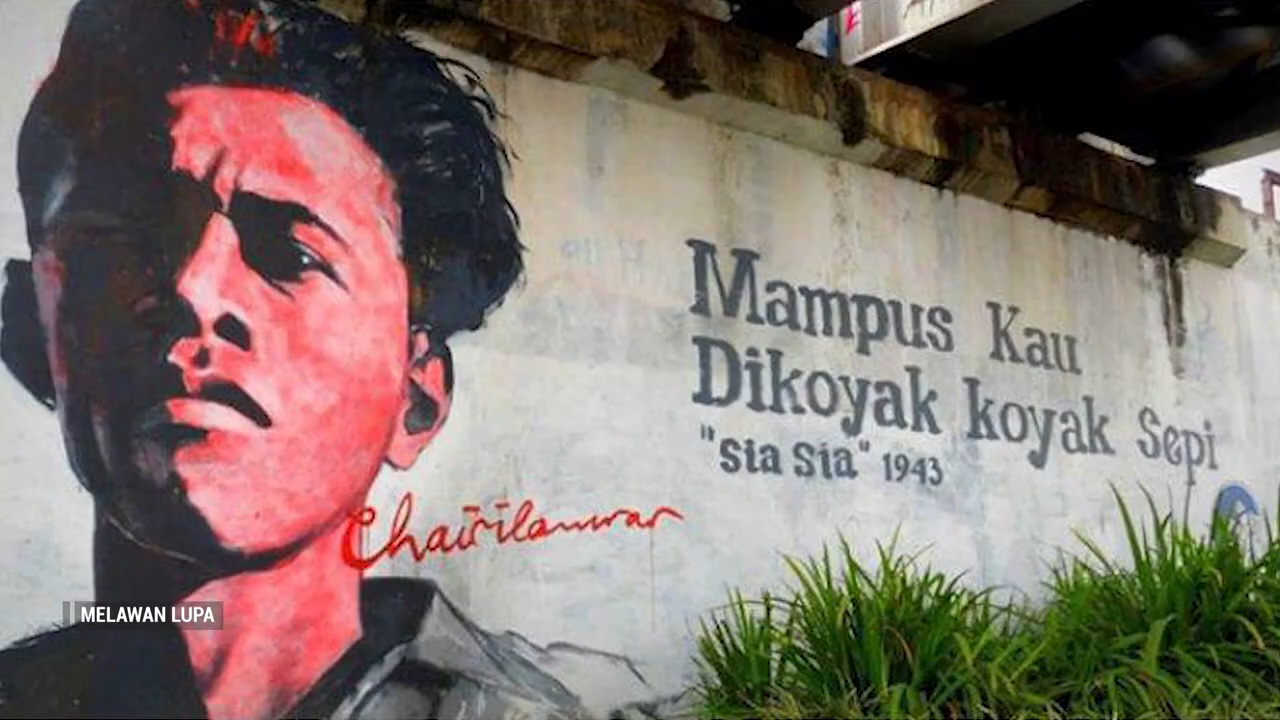 Mampus Kau
Dikoyak koyak Sepi
"Sia Sia" 1943
Chairilanwar
MELAWAN LUPA